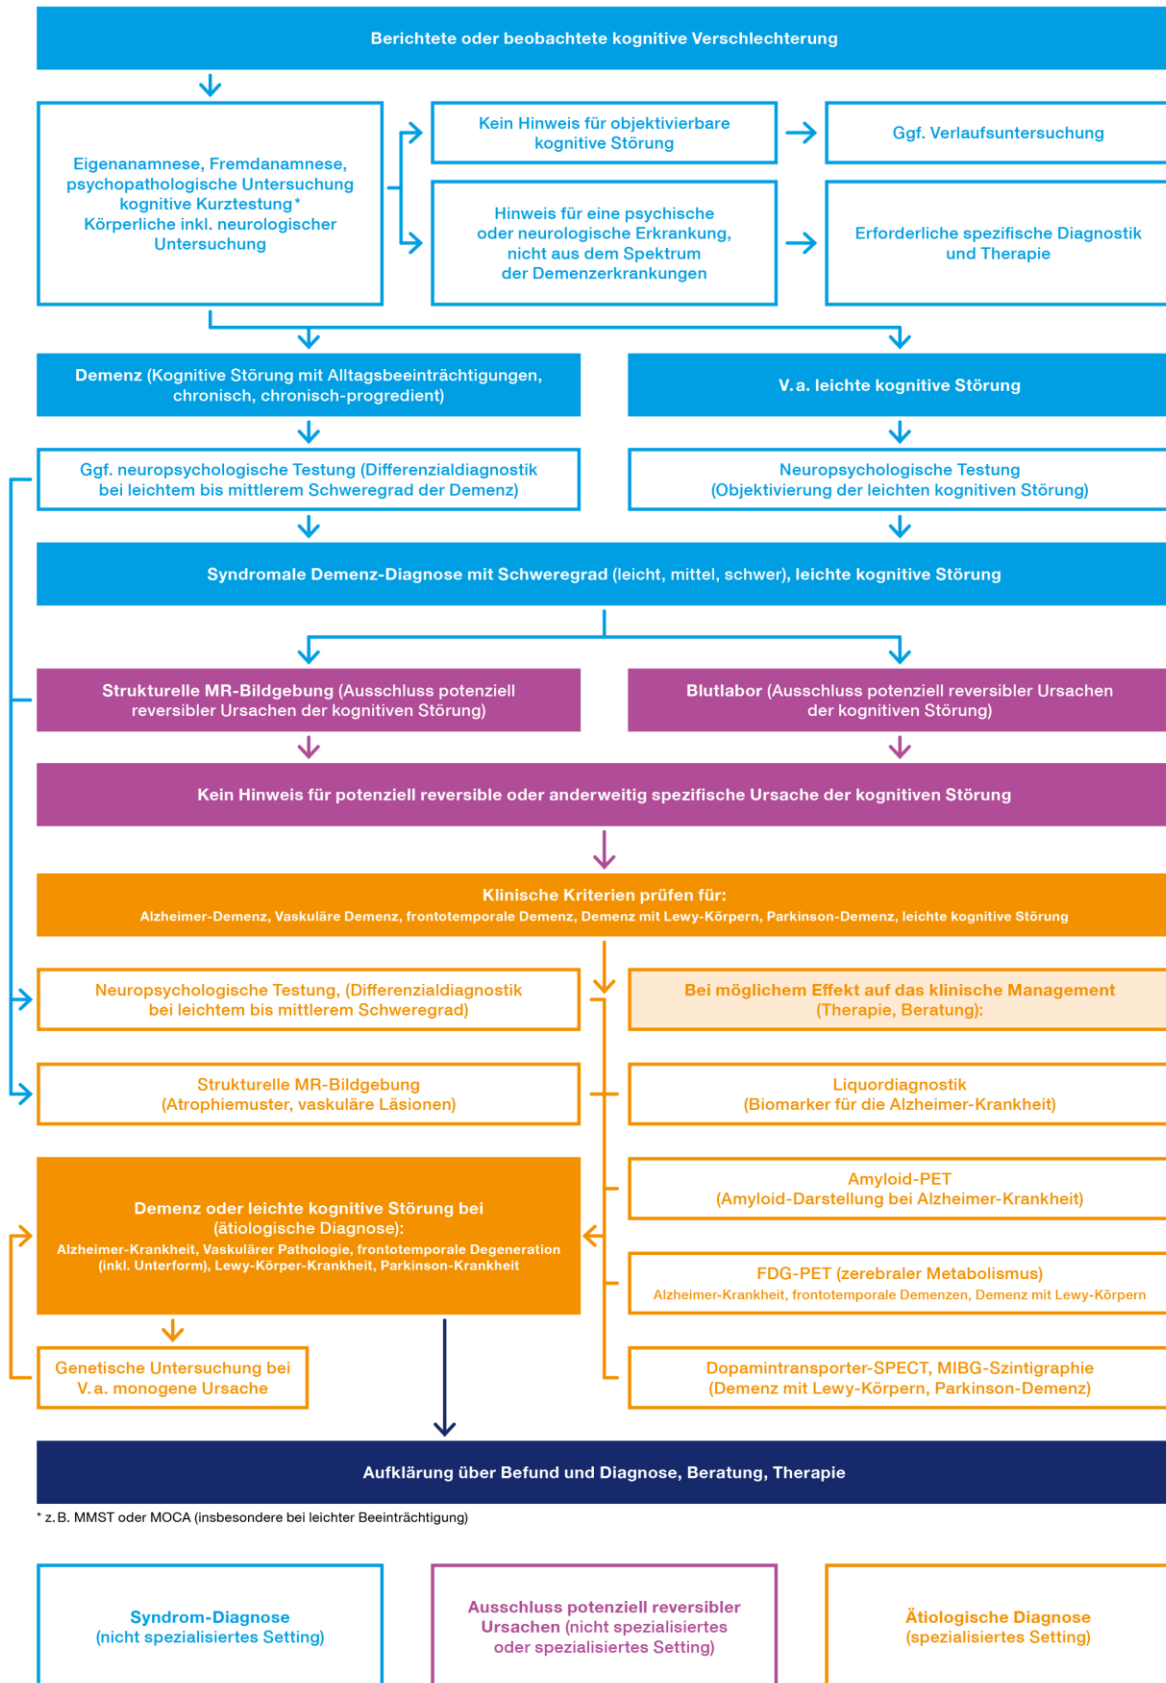 Berichtete oder beobachtete kognitive Verschlechterung
Eigenanamnese, Fremdanamnese,
psychopathologische Untersuchung
kognitive Kurztestung*
Körperliche inkl. neurologischer
Untersuchung
Kein Hinweis für objektivierbare
kognitive Störung
Ggf. Verlaufsuntersuchung
Hinweis für eine psychische
oder neurologische Erkrankung,
nicht aus dem Spektrum
der Demenzerkrankungen
Erforderliche spezifische Diagnostik
und Therapie
Demenz (Kognitive Störung mit Alltagsbeeinträchtigungen,
chronisch, chronisch-progredient)
V.a. leichte kognitive Störung
Ggf. neuropsychologische Testung (Differenzialdiagnostik
bei leichtem bis mittlerem Schweregrad der Demenz)
Neuropsychologische Testung
(Objektivierung der leichten kognitiven Störung)
Syndromale Demenz-Diagnose mit Schweregrad (leicht, mittel, schwer), leichte kognitive Störung
Strukturelle MR-Bildgebung (Ausschluss potenziell
reversibler Ursachen der kognitiven Störung)
Blutlabor (Ausschluss potenziell reversibler Ursachen
der kognitiven Störung)
Kein Hinweis für potenziell reversible oder anderweitig spezifische Ursache der kognitiven Störung
Klinische Kriterien prüfen für:
Alzheimer-Demenz, Vaskuläre Demenz, frontotemporale Demenz, Demenz mit Lewy-Körpern, Parkinson-Demenz, leichte kognitive Störung
Neuropsychologische Testung, (Differenzialdiagnostik
bei leichtem bis mittlerem Schweregrad)
Bei möglichem Effekt auf das klinische Management
(Therapie, Beratung):
Strukturelle MR-Bildgebung
(Atrophiemuster, vaskuläre Läsionen)
Liquordiagnostik
(Biomarker für die Alzheimer-Krankheit)
Demenz oder leichte kognitive Störung bei
(ätiologische Diagnose):
Alzheimer-Krankheit, Vaskulärer Pathologie, frontotemporale Degeneration
(inkl. Unterform), Lewy-Körper-Krankheit, Parkinson-Krankheit
Amyloid-PET
(Amyloid-Darstellung bei Alzheimer-Krankheit)
FDG-PET (zerebraler Metabolismus)
Alzheimer-Krankheit, frontotemporale Demenzen, Demenz mit Lewy-Körpern
Genetische Untersuchung bei
V.a. monogene Ursache
Dopamintransporter-SPECT, MIBG-Szintigraphie
(Demenz mit Lewy-Körpern, Parkinson-Demenz)
Aufklärung über Befund und Diagnose, Beratung, Therapie
* z.B. MMST oder MOCA (insbesondere bei leichter Beeinträchtigung)
Syndrom-Diagnose
(nicht spezialisiertes Setting)
Ausschluss potenziell reversibler
Ursachen (nicht spezialisiertes
oder spezialisiertes Setting)
Ätiologische Diagnose
(spezialisiertes Setting)